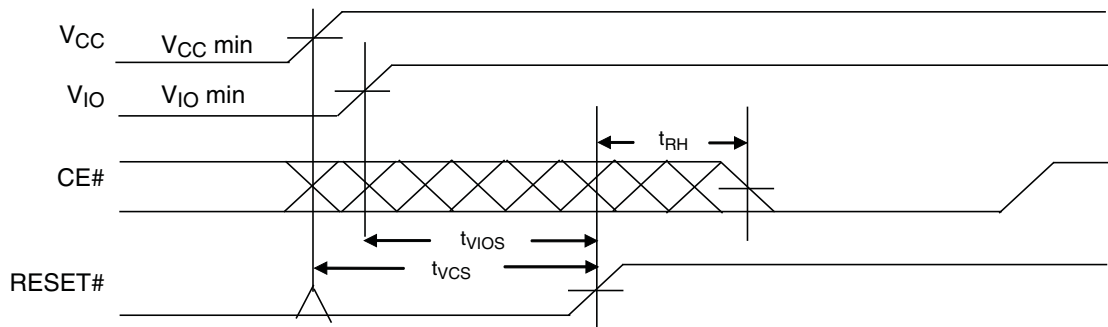 VCC VCC min
VIO VIO min
tRH
CE#
tVIOS
tVCS
RESET#